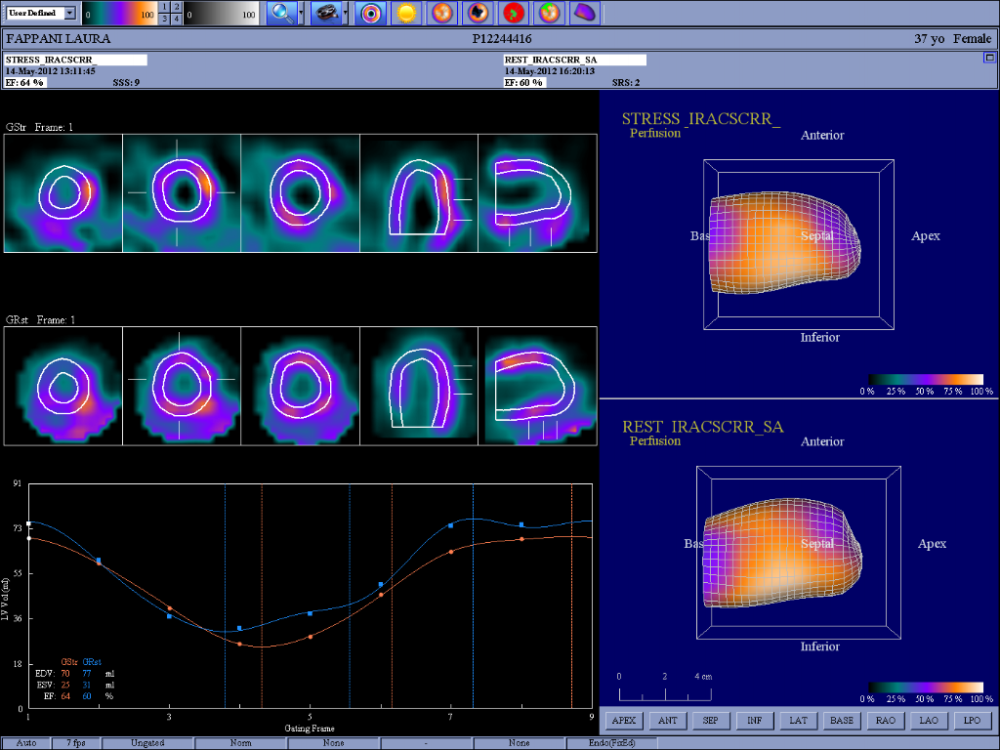 User Defined
100
1 2
3 4
0 100
FAPPANI LAURA P12244416 37 yo Female
STRESS_IRACSCRR_ REST_IRACSCRR_SA
14-May-2012 13:11:45 14-May-2012 16:20:13
EF: 64 % SSS: 9 EF: 60 % SRS: 2
GStr Frame: 1
STRESS_IRACSCRR_
Perfusion
Anterior
Bas Septal Apex
Inferior
0 % 25 % 50 % 75 % 100 %
GRst Frame: 1
REST_IRACSCRR_SA
Perfusion
Anterior
Bas Septal Apex
Inferior
0 2 4 cm
0 % 25 % 50 % 75 % 100 %
91
73
55
36
18
0
LV Vol (ml)
GStr GRst
EDV: 70 77 ml
ESV: 25 31 ml
EF: 64 60 %
1 3 5 7 9
Gating Frame
APEX ANT SEP INF LAT BASE RAO LAO LPO
Auto 7 fps Ungated Norm None - None Endo(FixEd)